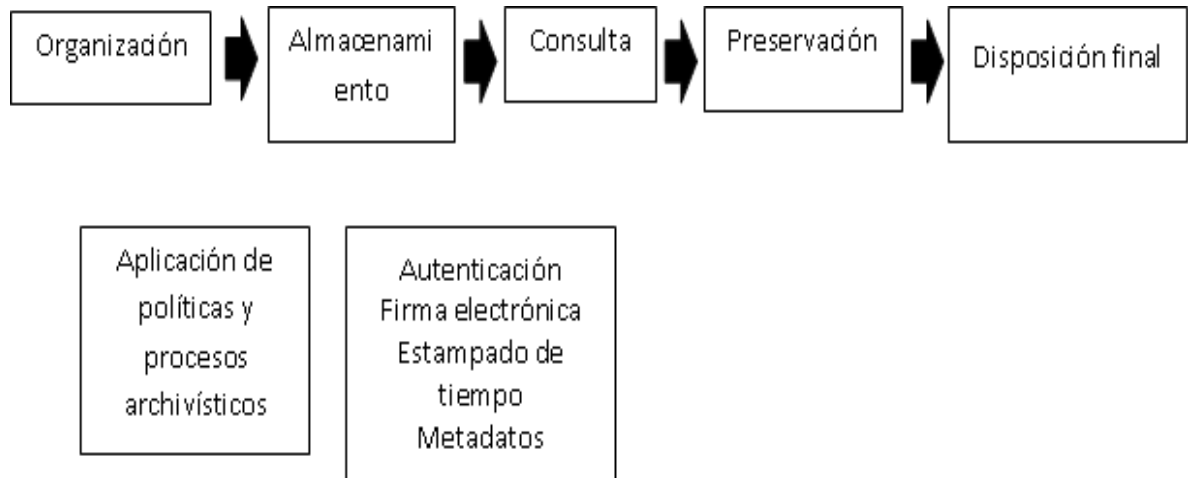 Organización
Almacenami
ento
Consulta
Preservación
Disposición final
Aplicación de
políticas y
procesos
archivísticos
Autenticación
Firma electrónica
Estampado de
tiempo
Metadatos